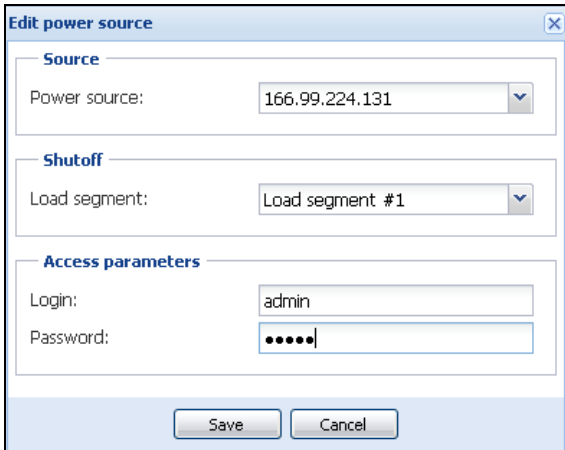 Edit power source
Source
Power source: 166.99.224.131
Shutoff
Load segment: Load segment #1
Access parameters
Login: admin
Password: •••••
Save Cancel